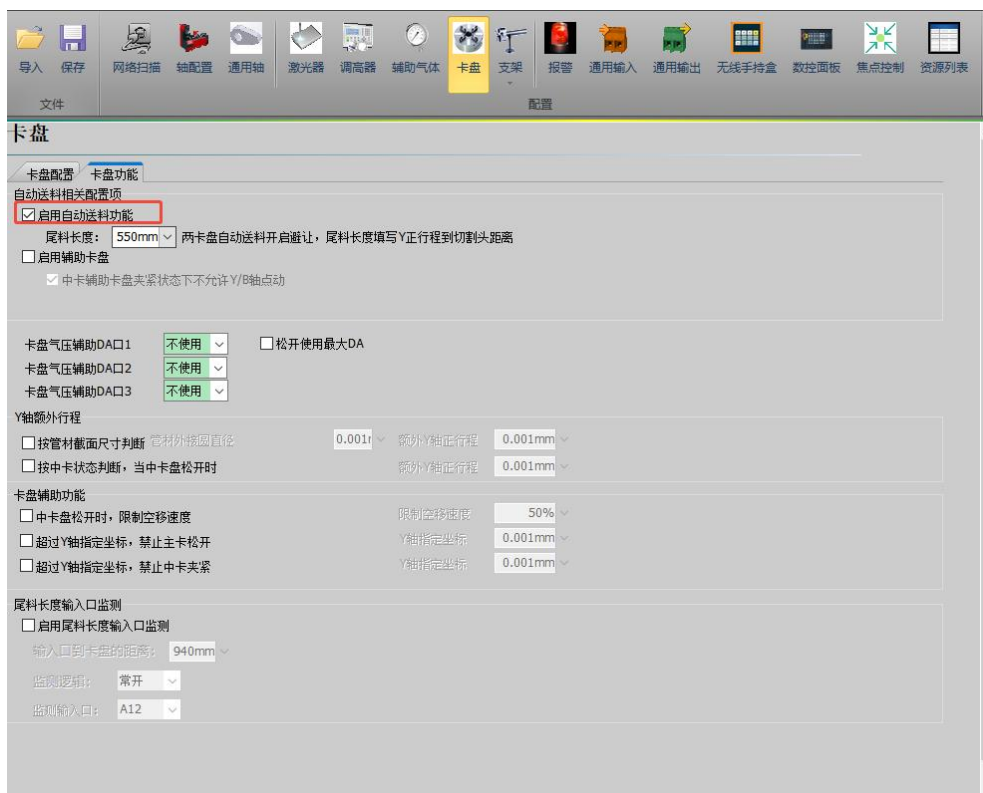 导入 保存 网络扫描 轴配置 通用轴 激光器 调高器 辅助气体 卡盘 支架 报警 通用输入 通用输出 无线手持盒 数控面板 焦点控制 资源列表
文件 配置
卡盘
卡盘配置 卡盘功能
自动送料相关配置项
启用自动送料功能
尾料长度： 550mm 两卡盘自动送料开启避让，尾料长度填写Y正行程到切割头距离
启用辅助卡盘
中卡辅助卡盘夹紧状态下不允许Y/B轴点动
卡盘气压辅助DA口1 不使用 松开使用最大DA
卡盘气压辅助DA口2 不使用
卡盘气压辅助DA口3 不使用
Y轴额外行程
按管材截面尺寸判断 管材外接圆直径 0.001r 额外Y轴正行程 0.001mm
按中卡状态判断，当中卡盘松开时 额外Y轴正行程 0.001mm
卡盘辅助功能
中卡盘松开时，限制空移速度 限制空移速度 50%
超过Y轴指定坐标，禁止主卡松开 Y轴指定坐标 0.001mm
超过Y轴指定坐标，禁止中卡夹紧 Y轴指定坐标 0.001mm
尾料长度输入口监测
启用尾料长度输入口监测
输入口到卡盘的距离： 940mm
监测逻辑： 常开
监测输入口： A12